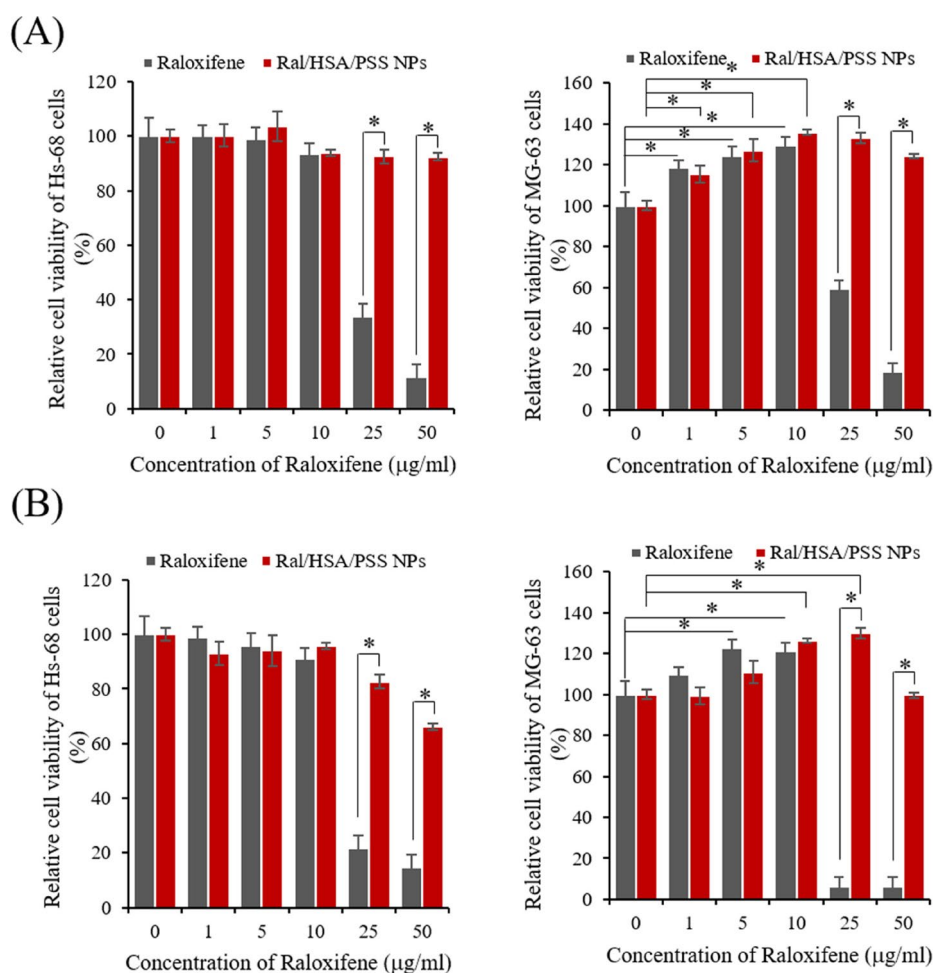 (A)
Raloxifene Ral/HSA/PSS NPs
120
100
80
60
40
20
0
Relative cell viability of Hs-68 cells
(%)
* *
0 1 5 10 25 50
Concentration of Raloxifene (μg/ml)
Raloxifene Ral/HSA/PSS NPs
160
140
120
100
80
60
40
20
0
Relative cell viability of MG-63 cells
(%)
*
*
*
*
*
*
*
*
0 1 5 10 25 50
Concentration of Raloxifene (μg/ml)
(B)
Raloxifene Ral/HSA/PSS NPs
120
100
80
60
40
20
0
Relative cell viability of Hs-68 cells
(%)
*
*
0 1 5 10 25 50
Concentration of Raloxifene (μg/ml)
Raloxifene Ral/HSA/PSS NPs
160
140
120
100
80
60
40
20
0
Relative cell viability of MG-63 cells
(%)
*
*
*
*
*
*
0 1 5 10 25 50
Concentration of Raloxifene (μg/ml)